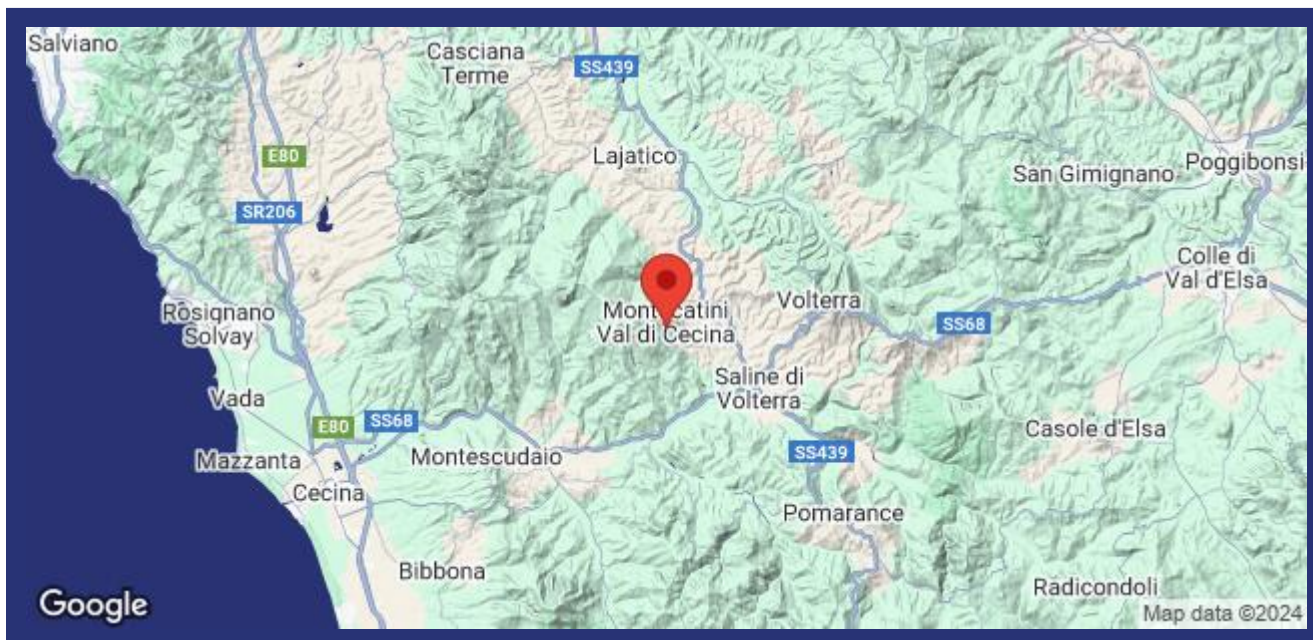 Salviano
Casciana
Terme
SS439
E80
Lajatico
San Gimignano
Poggibonsi
SR206
Colle di
Val d'Elsa
Montecatini
Val di Cecina
Volterra
SS68
Rosignano
Solvay
Saline di
Volterra
Vada
SS68
E80
Casole d'Elsa
Mazzanta
Montescudaio
SS439
Cecina
Pomarance
Bibbona
Radicondoli
Google
Map data ©2024